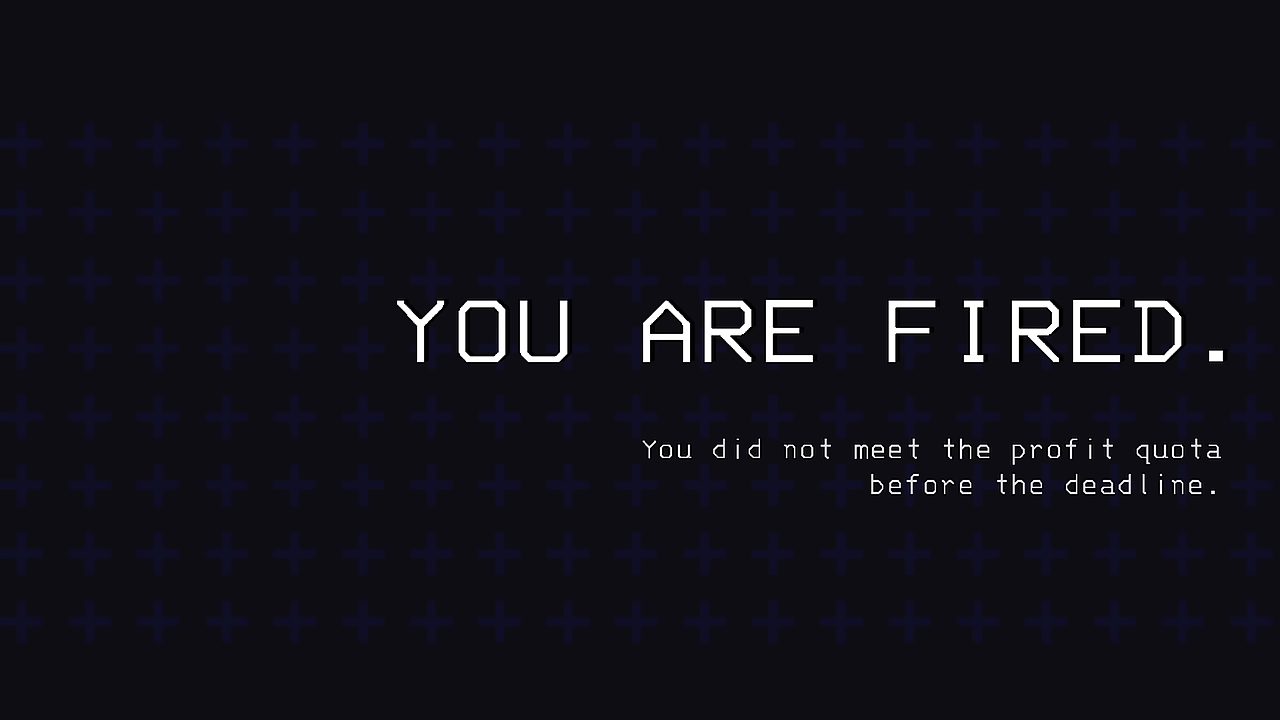 YOU ARE FIRED.
You did not meet the profit quota
before the deadline.